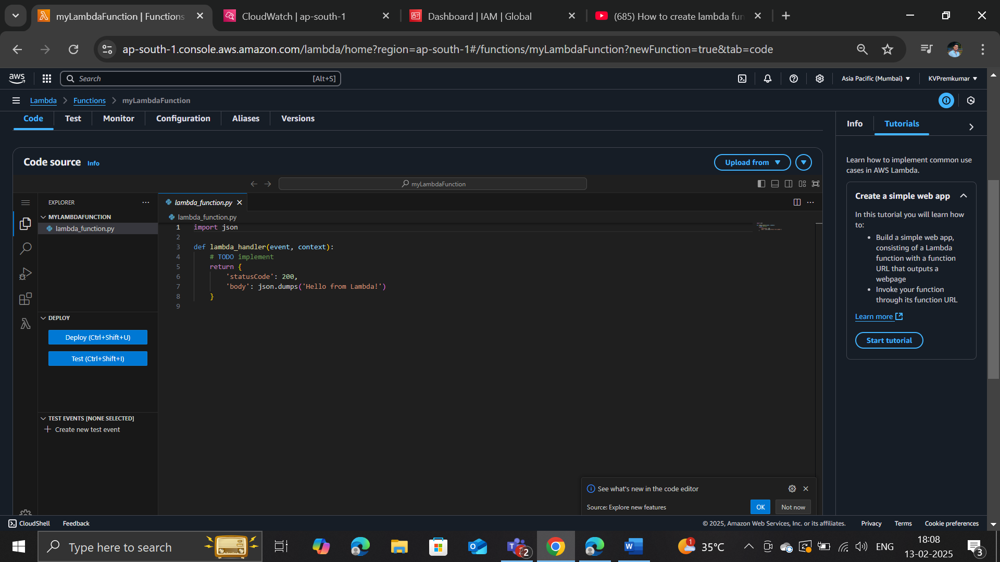 myLambdaFunction | Functions
CloudWatch | ap-south-1
Dashboard | IAM | Global
(685) How to create lambda fun
ap-south-1.console.aws.amazon.com/lambda/home?region=ap-south-1#/functions/myLambdaFunction?newFunction=true&tab=code
aws
Search
[Alt+S]
Asia Pacific (Mumbai)
KVPremkumar
Lambda
Functions
myLambdaFunction
Code
Test
Monitor
Configuration
Aliases
Versions
Info
Tutorials
Code source
Info
Upload from
myLambdaFunction
EXPLORER
MYLAMBDAFUNCTION
lambda_function.py
lambda_function.py
lambda_function.py
1 import json
2
3 def lambda_handler(event, context):
4 # TODO implement
5 return {
6 'statusCode': 200,
7 'body': json.dumps('Hello from Lambda!')
8 }
9
DEPLOY
Deploy (Ctrl+Shift+U)
Test (Ctrl+Shift+I)
TEST EVENTS [NONE SELECTED]
Create new test event
Learn how to implement common use
cases in AWS Lambda.
Create a simple web app
In this tutorial you will learn how
to:
• Build a simple web app,
consisting of a Lambda
function with a function
URL that outputs a
webpage
• Invoke your function
through its function URL
Learn more
Start tutorial
See what's new in the code editor
Source: Explore new features
OK
Not now
CloudShell
Feedback
© 2025, Amazon Web Services, Inc. or its affiliates.
Privacy
Terms
Cookie preferences
Type here to search
2
1
35°C
ENG
18:08
13-02-2025
3